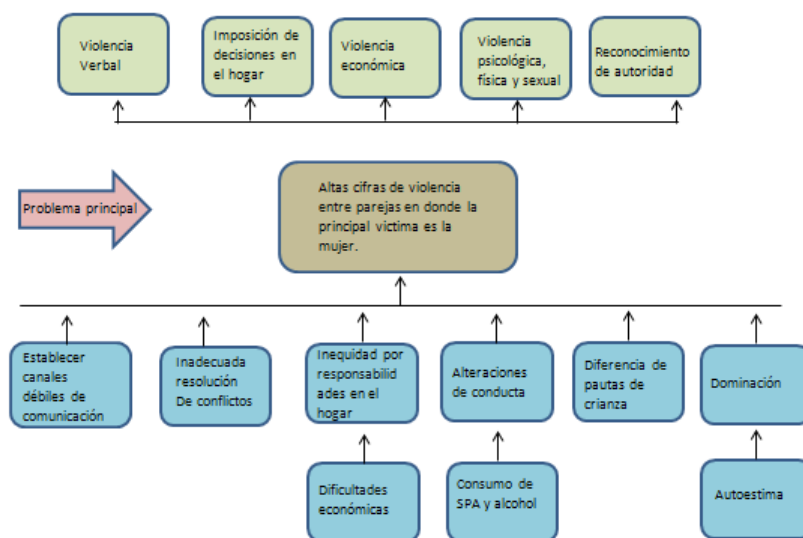 Violencia
Verbal
Imposición de
decisiones en
el hogar
Violencia
económica
Violencia
psicológica,
física y sexual
Reconocimiento
de autoridad
Problema principal
Altas cifras de violencia
entre parejas en donde la
principal victima es la
mujer.
Establecer
canales
débiles de
comunicación
Inadecuada
resolución
De conflictos
Inequidad por
responsabilid
ades en el
hogar
Alteraciones
de conducta
Diferencia de
pautas de
crianza
Dominación
Dificultades
económicas
Consumo de
SPA y alcohol
Autoestima